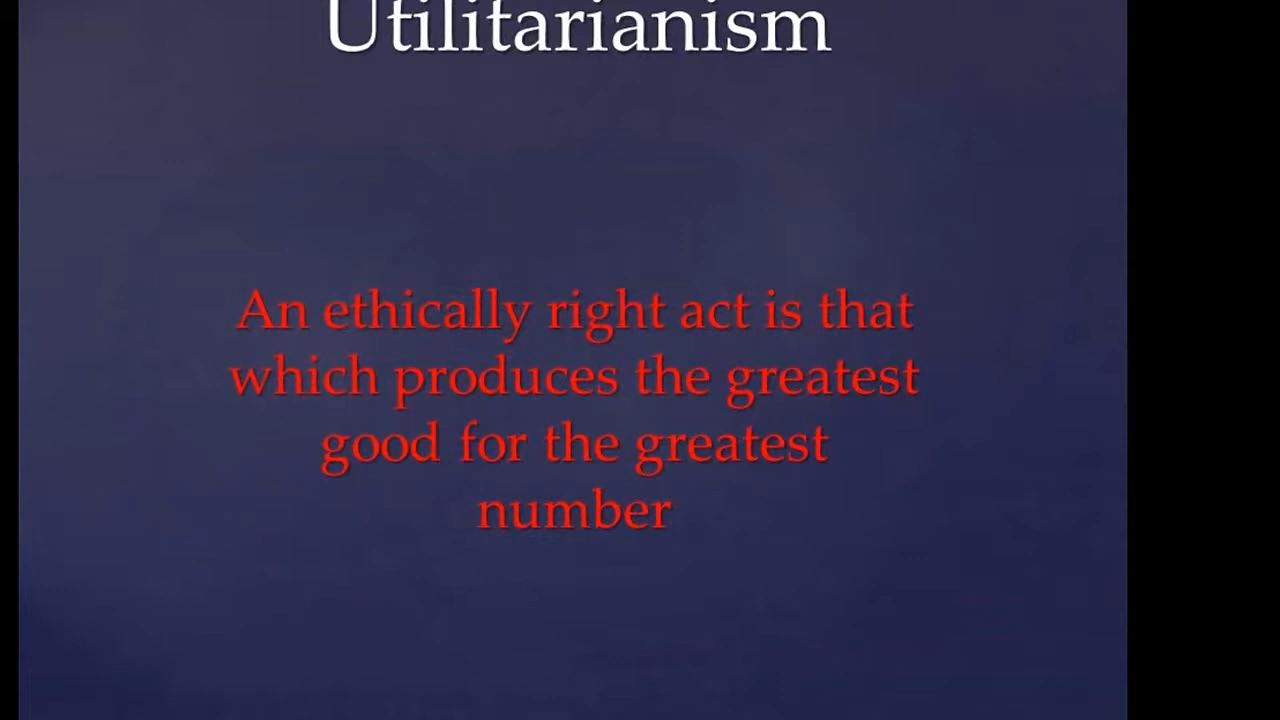 Utilitarianism
An ethically right act is that
which produces the greatest
good for the greatest
number